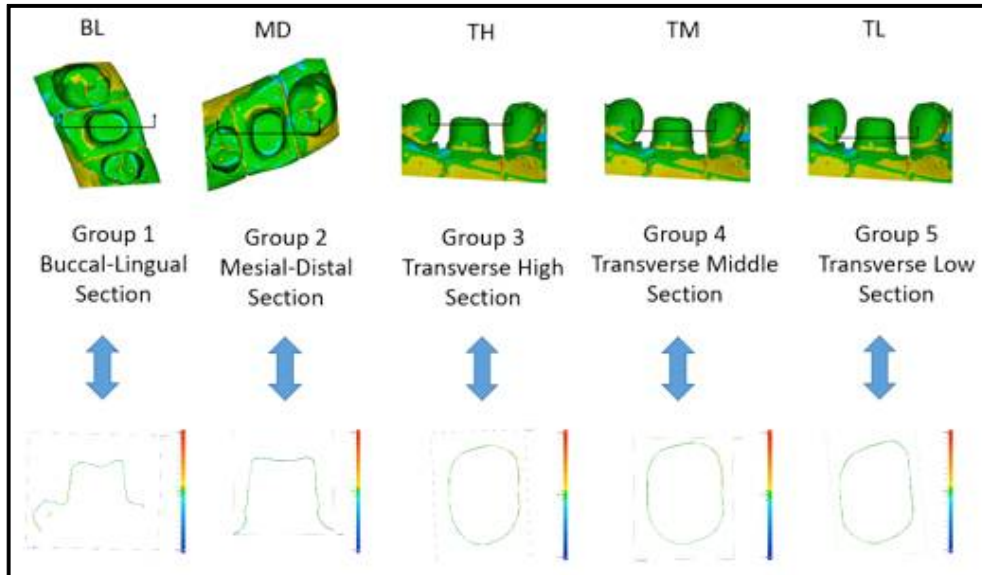 BL
MD
TH
TM
TL
Group 1
Buccal-Lingual
Section
Group 2
Mesial-Distal
Section
Group 3
Transverse High
Section
Group 4
Transverse Middle
Section
Group 5
Transverse Low
Section